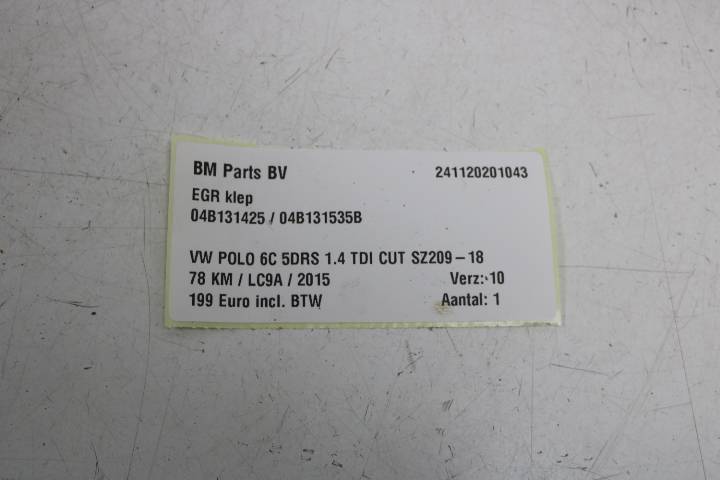 BM Parts BV 241120201043
EGR klep
04B131425 / 04B131535B
VW POLO 6C 5DRS 1.4 TDI CUT SZ209-18
78 KM / LC9A / 2015 Verz: 10
199 Euro incl. BTW Aantal: 1